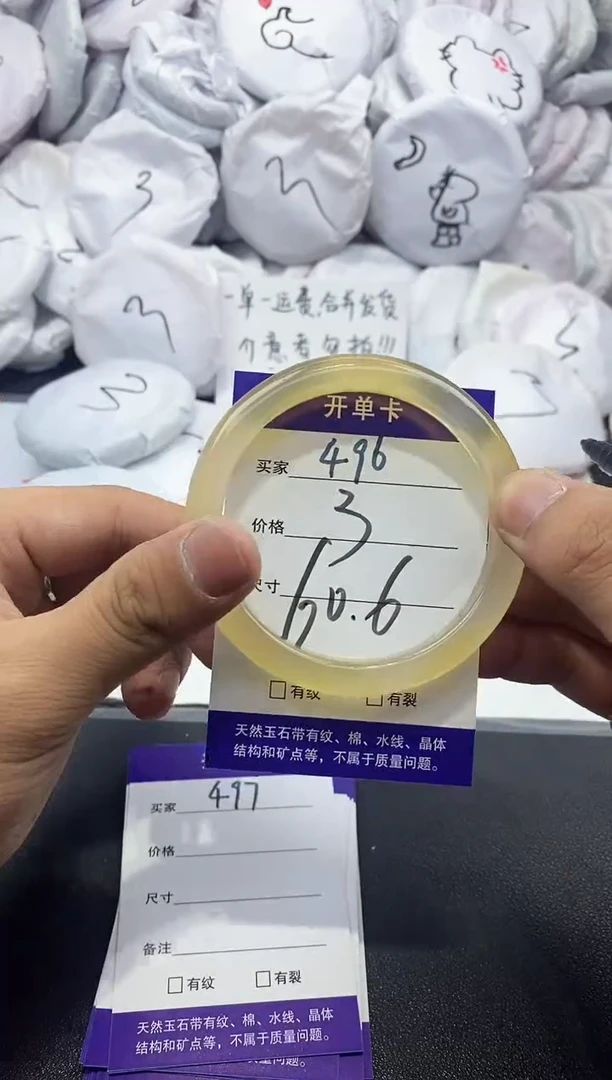 3
一单一运费,合并发货
介意者勿拍!!!
开单卡
买家 496
价格 3
尺寸 60.6
有纹 有裂
天然玉石带有纹、棉、水线、晶体
结构和矿点等，不属于质量问题。
买家 497
价格
尺寸
备注
有纹 有裂
天然玉石带有纹、棉、水线、晶体
结构和矿点等，不属于质量问题。
题。